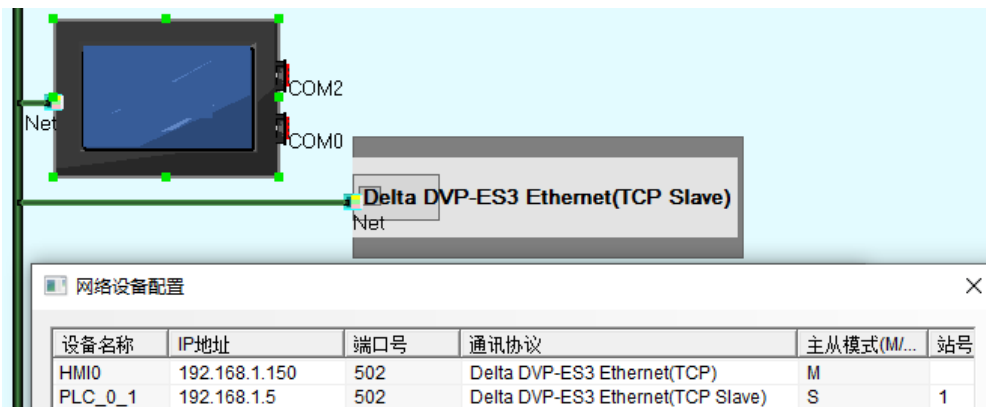 COM2
Net
COM0
Delta DVP-ES3 Ethernet(TCP Slave)
Net
网络设备配置
设备名称 IP地址 端口号 通讯协议 主从模式(M/... 站号
HMI0 192.168.1.150 502 Delta DVP-ES3 Ethernet(TCP) M
PLC_0_1 192.168.1.5 502 Delta DVP-ES3 Ethernet(TCP Slave) S 1